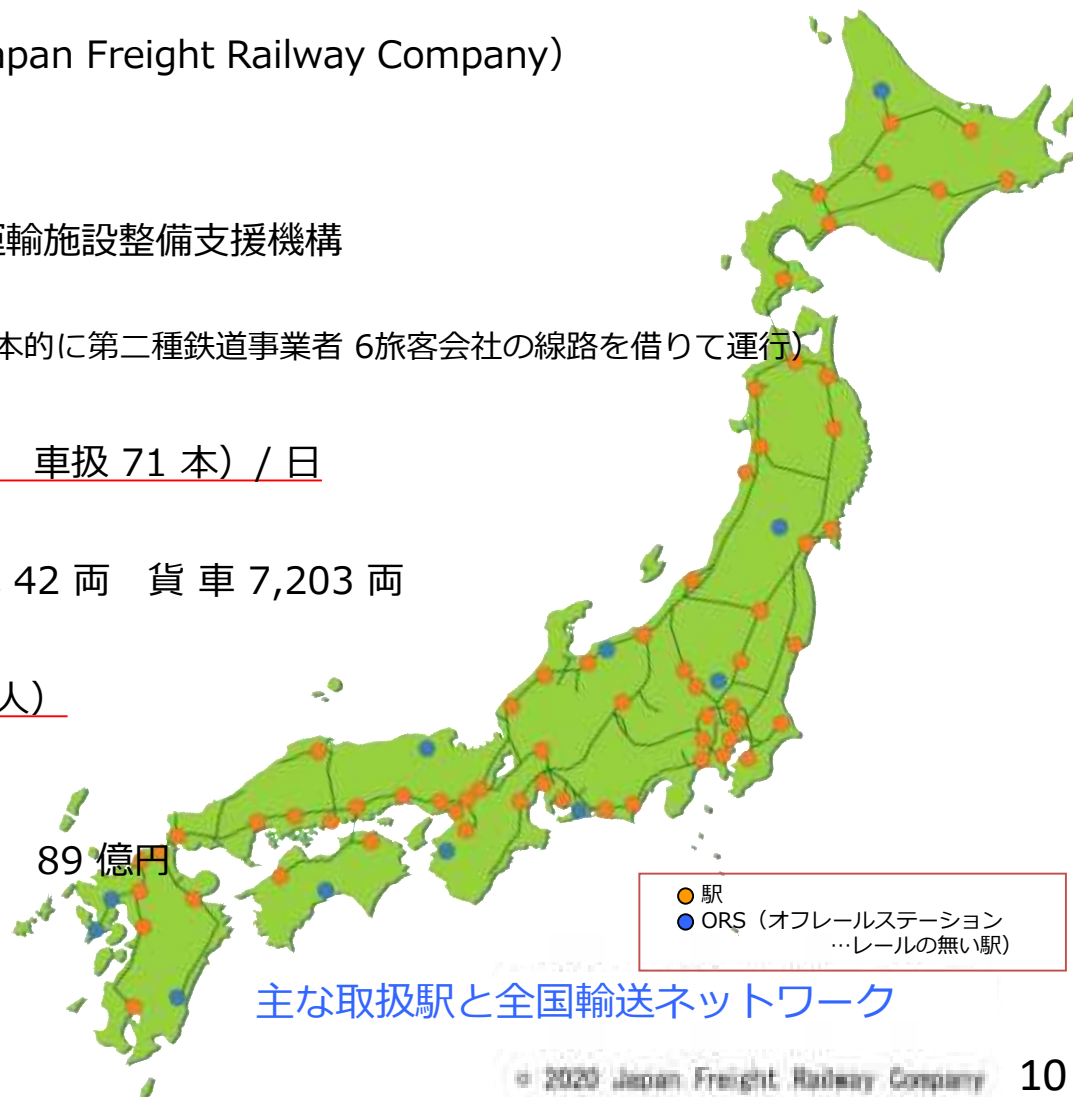 apan Freight Railway Company）
運輸施設整備支援機構
本的に第二種鉄道事業者 6旅客会社の線路を借りて運行）
車扱 71 本）/ 日
42 両　貨 車 7,203 両
人）
89 億円
駅
ORS（オフレールステーション
…レールの無い駅）
主な取扱駅と全国輸送ネットワーク
© 2020 Japan Freight Railway Company
10